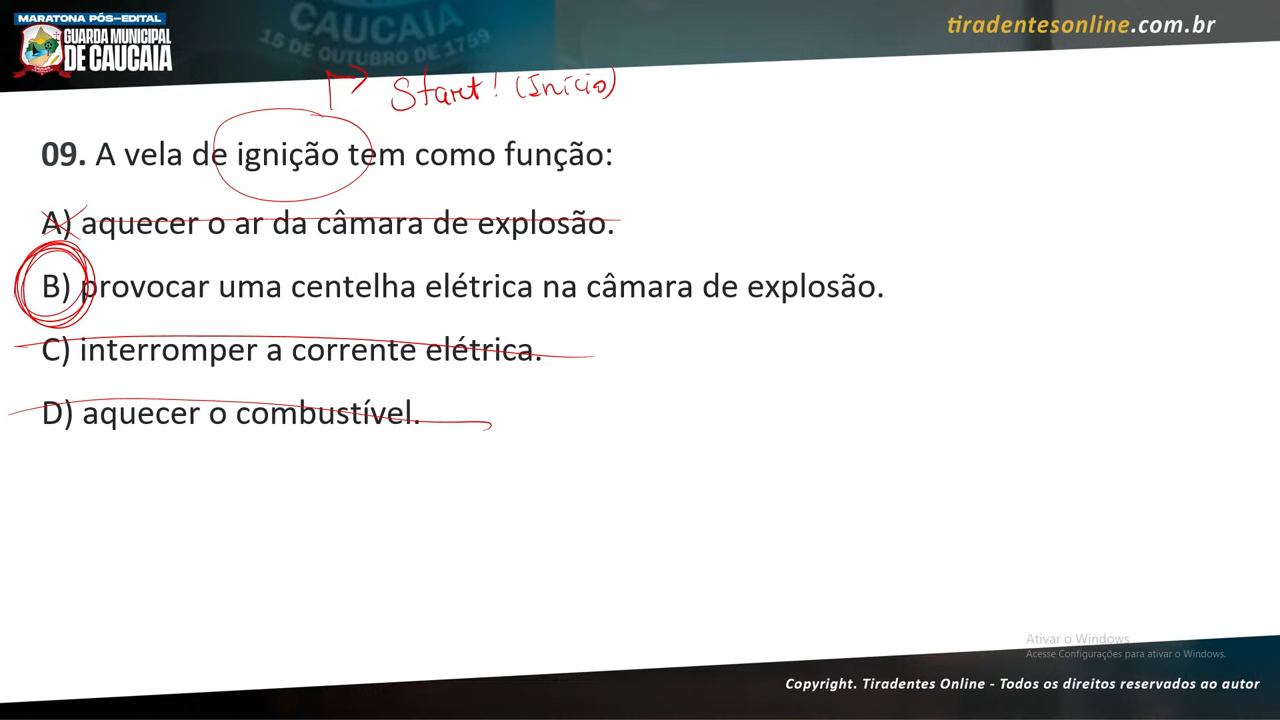 MARATONA PÓS-EDITAL
GUARDA MUNICIPAL
DE CAUCAIA
CAUCAIA
15 DE OUTUBRO DE 1759
tiradentesonline.com.br
Start! (Início)
09. A vela de ignição tem como função:
A) aquecer o ar da câmara de explosão.
B) provocar uma centelha elétrica na câmara de explosão.
C) interromper a corrente elétrica.
D) aquecer o combustível.
Ativar o Windows
Acesse Configurações para ativar o Windows.
Copyright. Tiradentes Online - Todos os direitos reservados ao autor